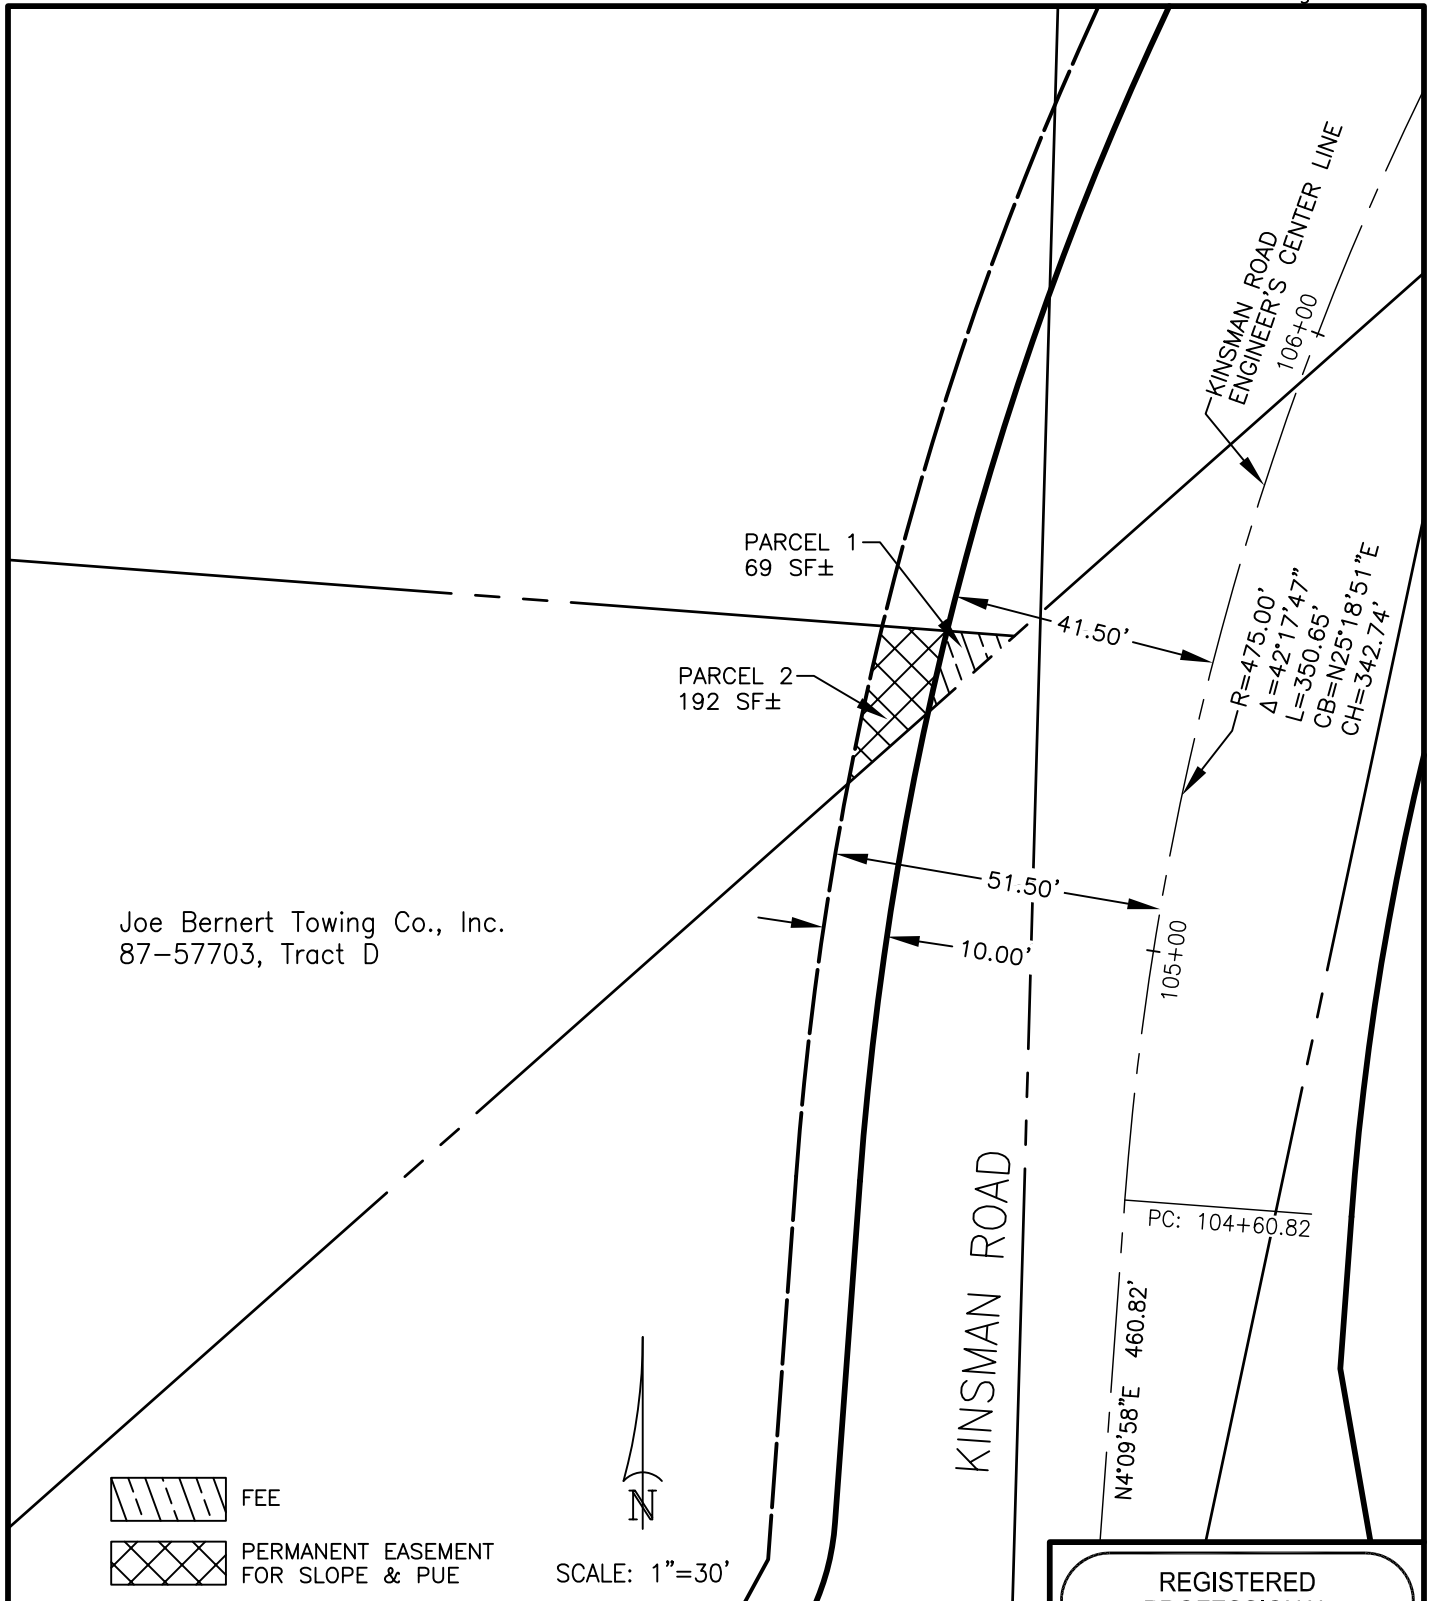 KINSMAN ROAD
ENGINEER'S CENTER LINE
106+00
PARCEL 1
69 SF±
41.50'
R=475.00'
Δ=42°17'47"
L=350.65'
CB=N25°18'51"E
CH=342.74'
PARCEL 2
192 SF±
51.50'
Joe Bernert Towing Co., Inc.
87-57703, Tract D
10.00'
105+00
KINSMAN ROAD
PC: 104+60.82
N4°09'58"E 460.82'
FEE
N
PERMANENT EASEMENT
FOR SLOPE & PUE
SCALE: 1"=30'
REGISTERED